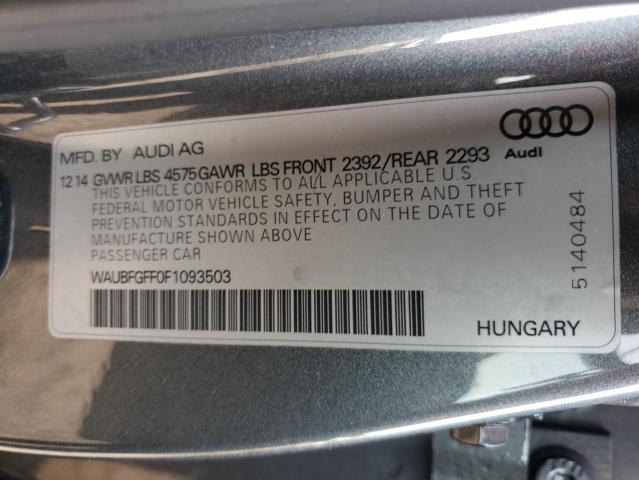 MFD. BY AUDI AG
Audi
12 14 GVWR LBS 4575 GAWR LBS FRONT 2392/REAR 2293
THIS VEHICLE CONFORMS TO ALL APPLICABLE U.S.
FEDERAL MOTOR VEHICLE SAFETY, BUMPER AND THEFT
PREVENTION STANDARDS IN EFFECT ON THE DATE OF
MANUFACTURE SHOWN ABOVE
PASSENGER CAR
WAUBFGFF0F1093503
HUNGARY
5140484